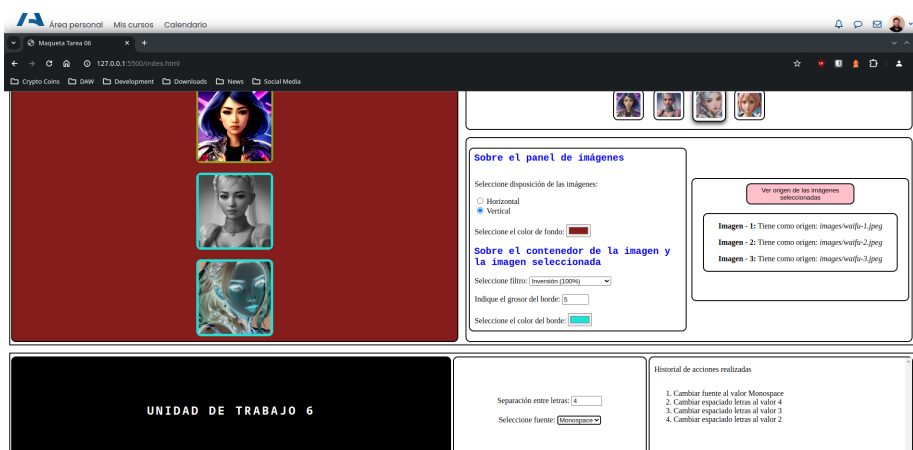 Área personal Mis cursos Calendario
Maqueta Tarea 06
127.0.0.1:5500/index.html
Crypto Coins DAW Development Downloads News Social Media
Sobre el panel de imágenes
Seleccione disposición de las imágenes:
Horizontal
Vertical
Seleccione el color de fondo:
Sobre el contenedor de la imagen y
la imagen seleccionada
Seleccione filtro: Inversión (100%)
Indique el grosor del borde: 5
Seleccione el color del borde:
Ver origen de las imágenes
seleccionadas
Imagen - 1: Tiene como origen: images/waifu-1.jpeg
Imagen - 2: Tiene como origen: images/waifu-2.jpeg
Imagen - 3: Tiene como origen: images/waifu-3.jpeg
UNIDAD DE TRABAJO 6
Separación entre letras: 4
Seleccione fuente: Monospace
Historial de acciones realizadas
1. Cambiar fuente al valor Monospace
2. Cambiar espaciado letras al valor 4
3. Cambiar espaciado letras al valor 3
4. Cambiar espaciado letras al valor 2